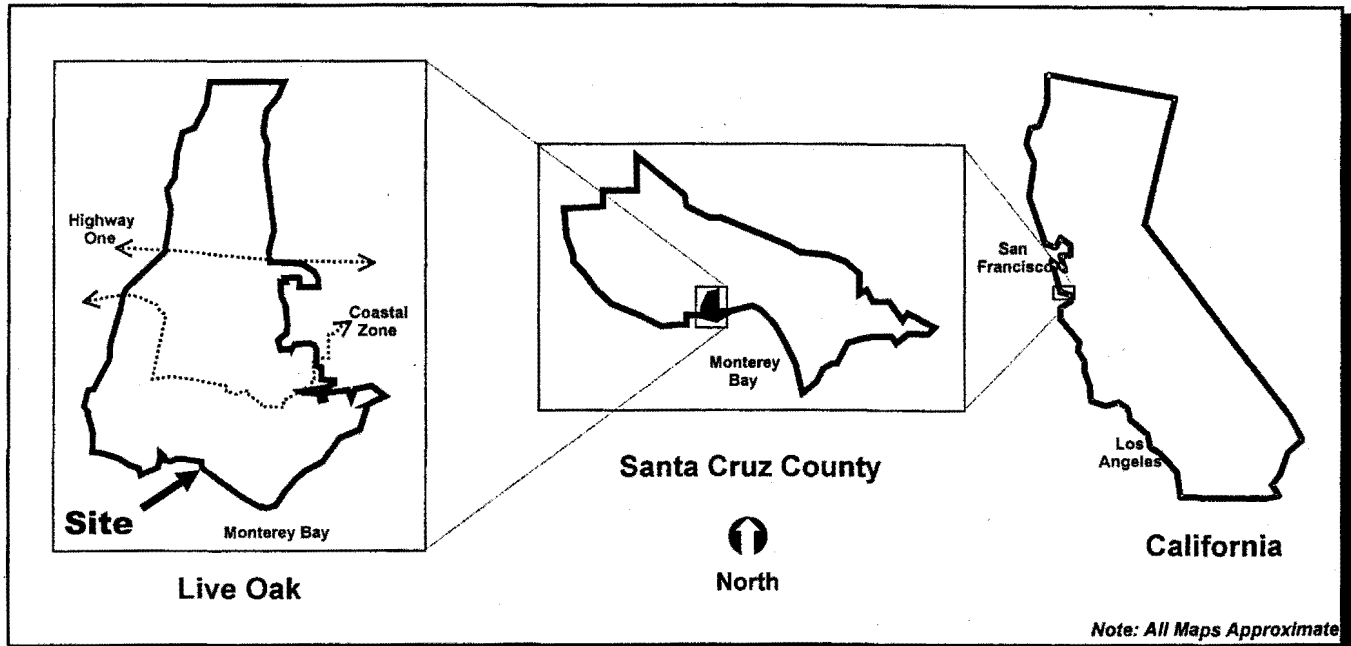 Highway
One
Coastal
Zone
Site
Monterey Bay
Live Oak
Monterey
Bay
Santa Cruz County
North
San
Francisco
Los
Angeles
California
Note: All Maps Approximate